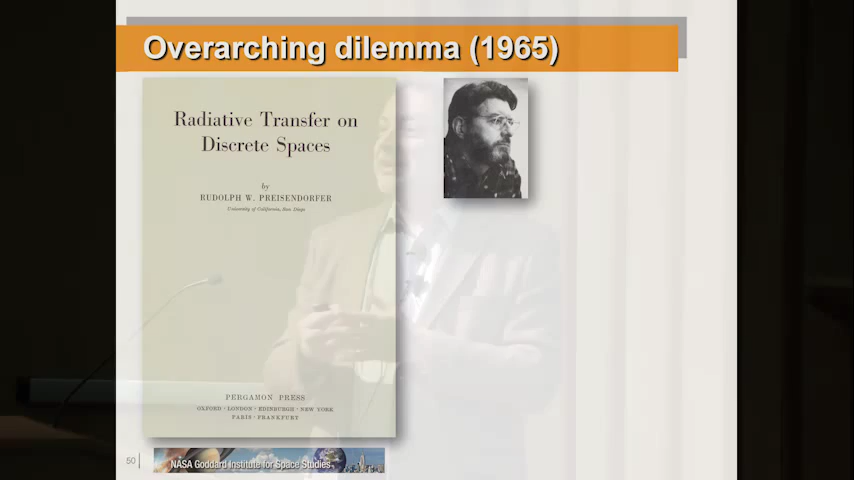 Overarching dilemma (1965)
Radiative Transfer on
Discrete Spaces
by
RUDOLPH W. PREISENDORFER
University of California, San Diego
PERGAMON PRESS
OXFORD · LONDON · EDINBURGH · NEW YORK
PARIS · FRANKFURT
50
NASA Goddard Institute for Space Studies